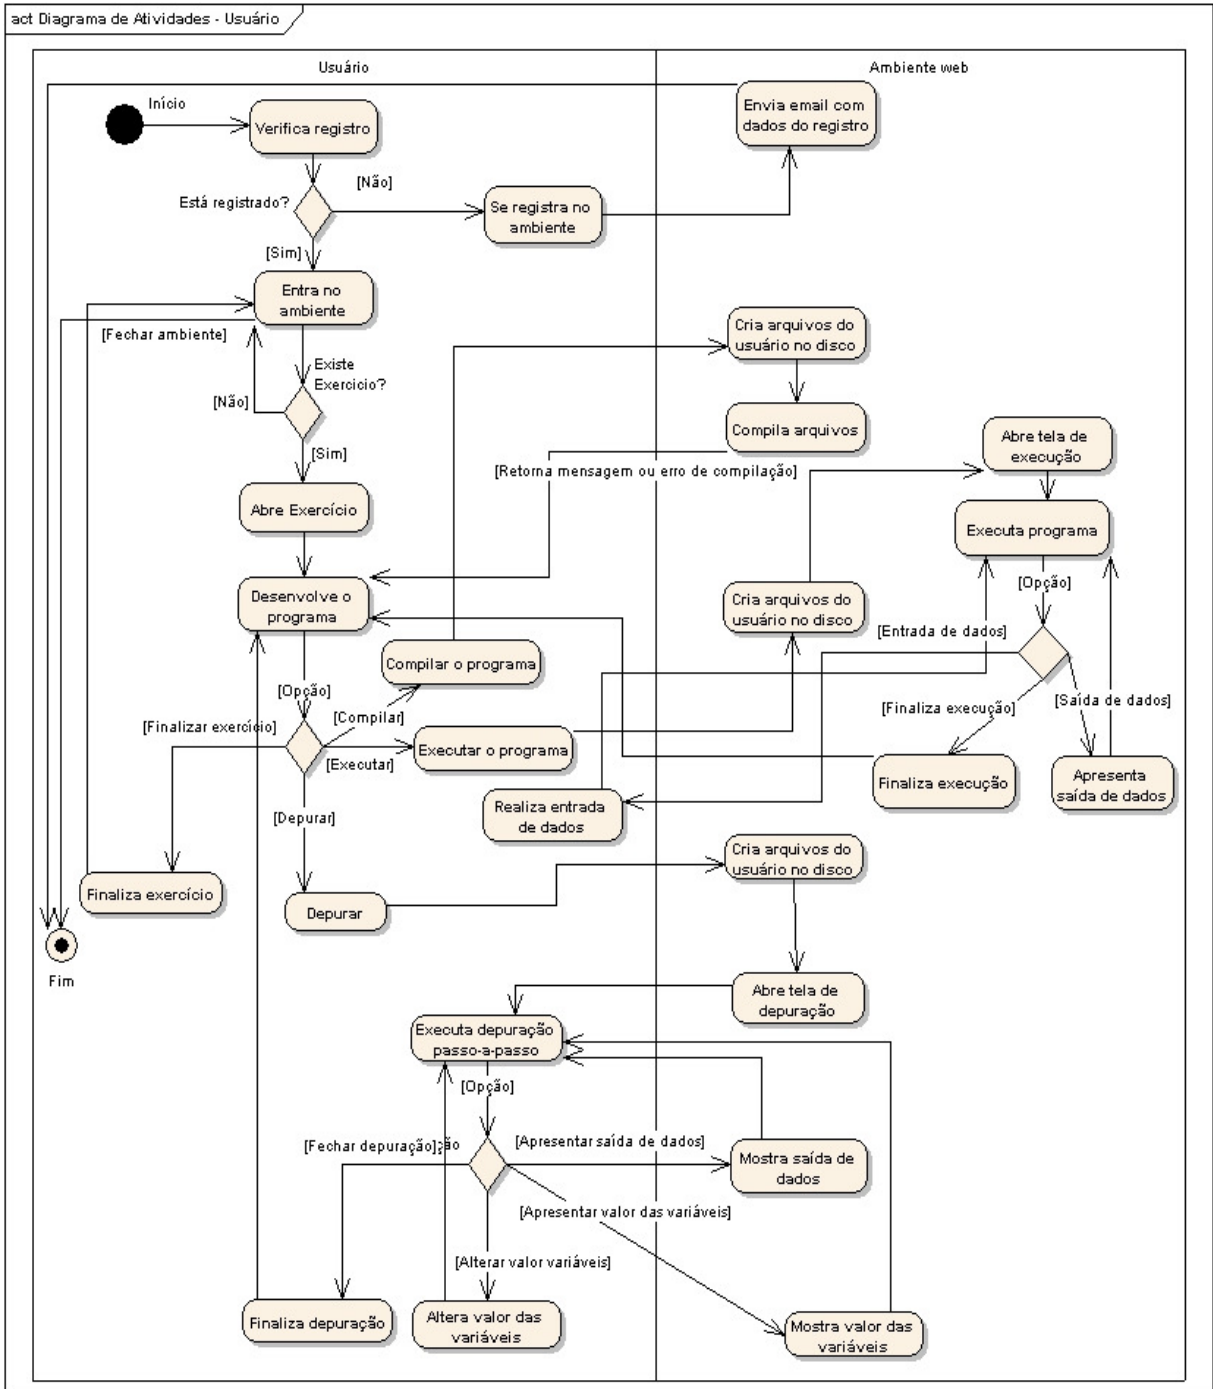 act Diagrama de Atividades - Usuário
Usuário
Ambiente web
Início
Verifica registro
Envia email com
dados do registro
[Não]
Está registrado?
Se registra no
ambiente
[Sim]
Entra no
ambiente
[Fechar ambiente]
Existe
Exercicio?
[Não]
[Sim]
Cria arquivos do
usuário no disco
Compila arquivos
[Retorna mensagem ou erro de compilação]
Abre tela de
execução
Abre Exercício
Executa programa
[Opção]
Desenvolve o
programa
Cria arquivos do
usuário no disco
[Entrada de dados]
Compilar o programa
[Opção]
[Compilar]
[Finalizar exercício]
[Executar]
Executar o programa
[Finaliza execução]
[Saída de dados]
Finaliza execução
Apresenta
saída de dados
Realiza entrada
de dados
[Depurar]
Cria arquivos do
usuário no disco
Finaliza exercício
Depurar
Fim
Abre tela de
depuração
Executa depuração
passo-a-passo
[Opção]
[Fechar depuração]
[Apresentar saída de dados]
Mostra saída de
dados
[Apresentar valor das variáveis]
[Alterar valor variáveis]
Finaliza depuração
Altera valor das
variáveis
Mostra valor das
variáveis